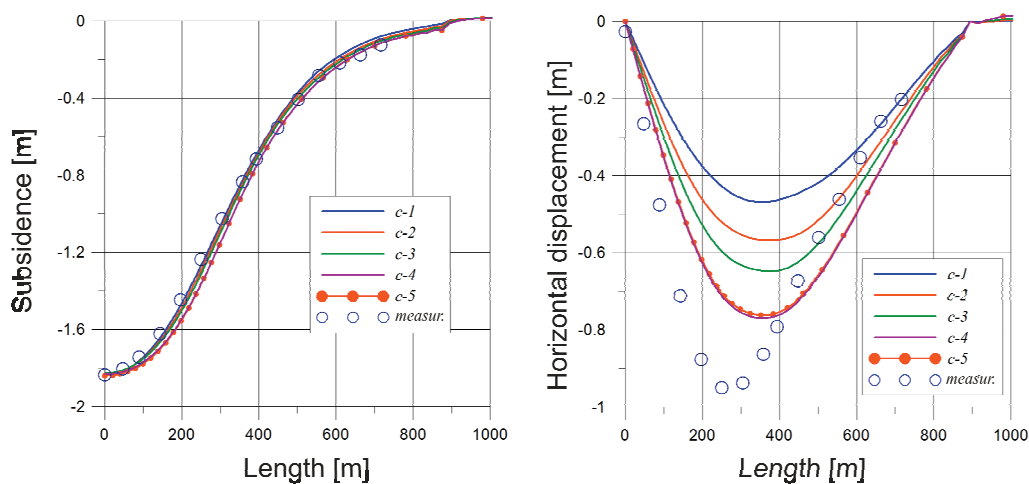 0
-0.4
-0.8
-1.2
-1.6
-2
Subsidence [m]
0
200
400
600
800
1000
Length [m]
c-1
c-2
c-3
c-4
c-5
measur.
0
-0.2
-0.4
-0.6
-0.8
-1
Horizontal displacement [m]
0
200
400
600
800
1000
Length [m]
c-1
c-2
c-3
c-4
c-5
measur.